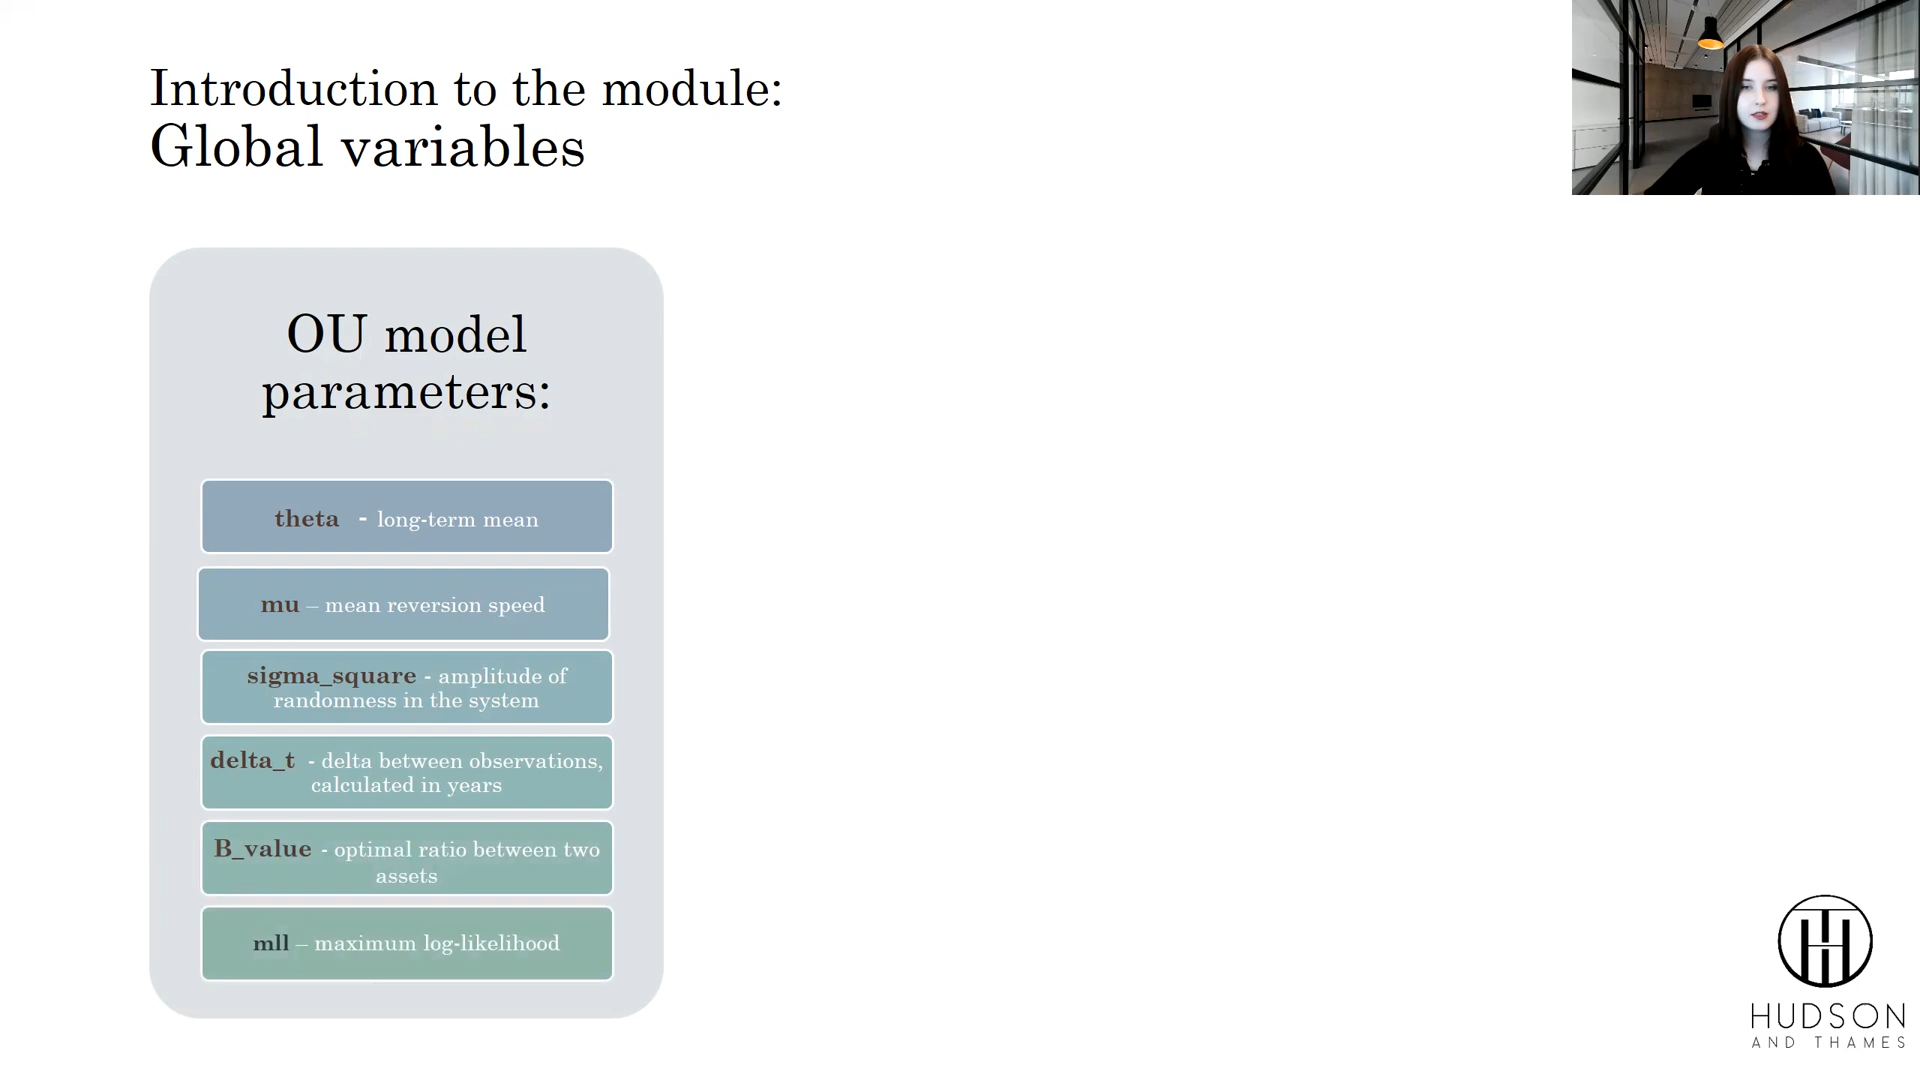 Introduction to the module:
Global variables
OU model
parameters:
theta - long-term mean
mu – mean reversion speed
sigma_square - amplitude of
randomness in the system
delta_t - delta between observations,
calculated in years
B_value - optimal ratio between two
assets
mll – maximum log-likelihood
HUDSON
AND THAMES